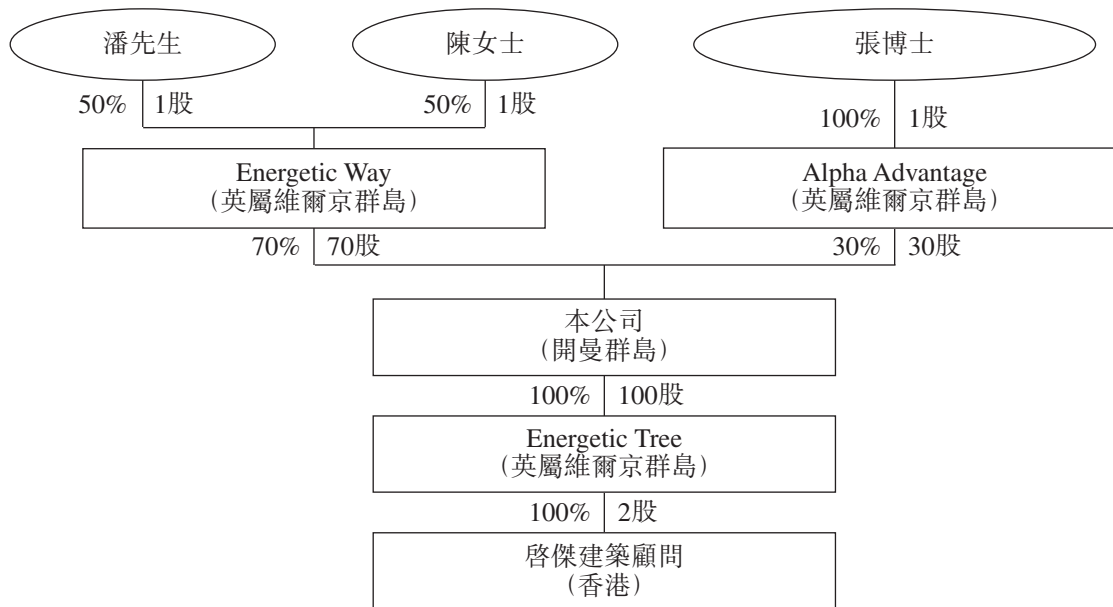 潘先生
陳女士
張博士
50% 1股
50% 1股
100% 1股
Energetic Way
(英屬維爾京群島)
Alpha Advantage
(英屬維爾京群島)
70% 70股
30% 30股
本公司
(開曼群島)
100% 100股
Energetic Tree
(英屬維爾京群島)
100% 2股
啓傑建築顧問
(香港)